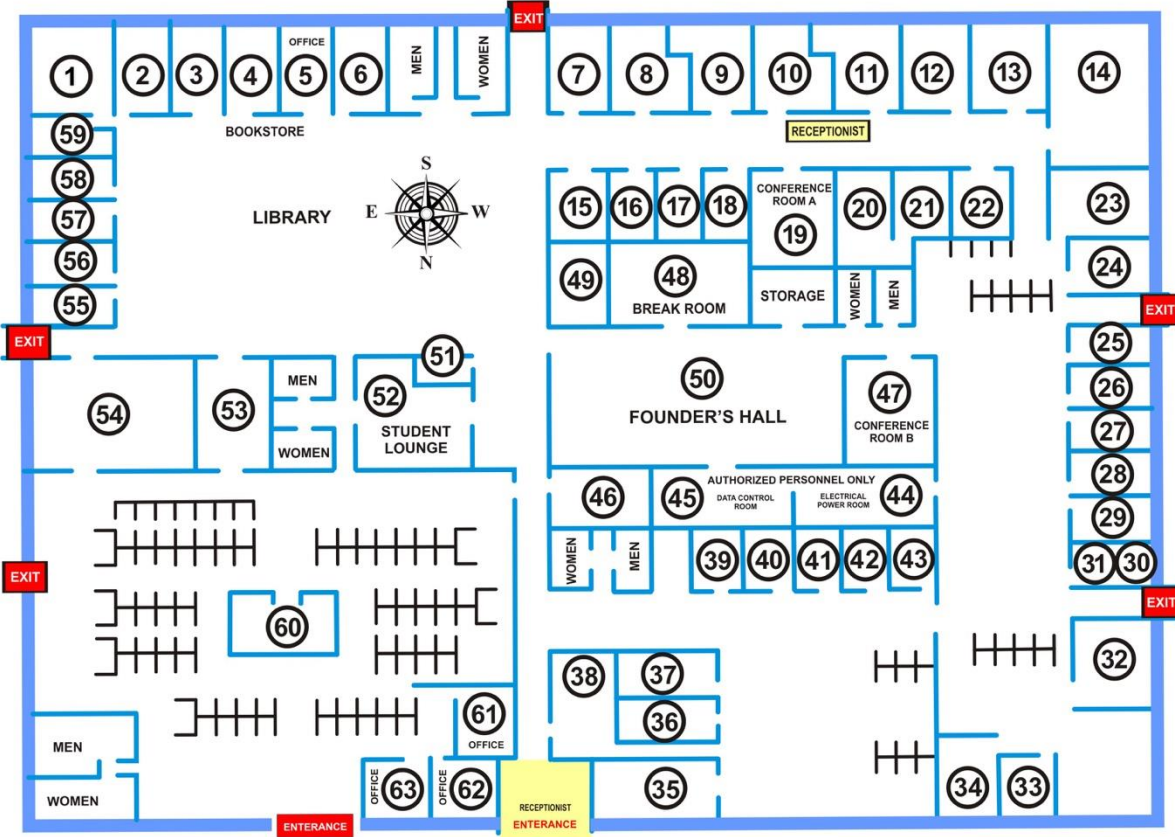 EXIT
OFFICE
1
2
3
4
5
6
MEN
WOMEN
7
8
9
10
11
12
13
14
BOOKSTORE
RECEPTIONIST
59
58
57
56
55
LIBRARY
S
E
W
N
15
16
17
18
CONFERENCE
ROOM A
19
20
21
22
23
24
49
48
BREAK ROOM
STORAGE
WOMEN
MEN
EXIT
EXIT
25
26
27
28
29
31
30
EXIT
54
53
MEN
WOMEN
51
52
STUDENT
LOUNGE
50
FOUNDER'S HALL
47
CONFERENCE
ROOM B
46
AUTHORIZED PERSONNEL ONLY
45
DATA CONTROL
ROOM
ELECTRICAL
POWER ROOM
44
WOMEN
MEN
39
40
41
42
43
EXIT
60
38
37
36
35
32
34
33
61
OFFICE
MEN
WOMEN
OFFICE
63
OFFICE
62
RECEPTIONIST
ENTRANCE
ENTRANCE